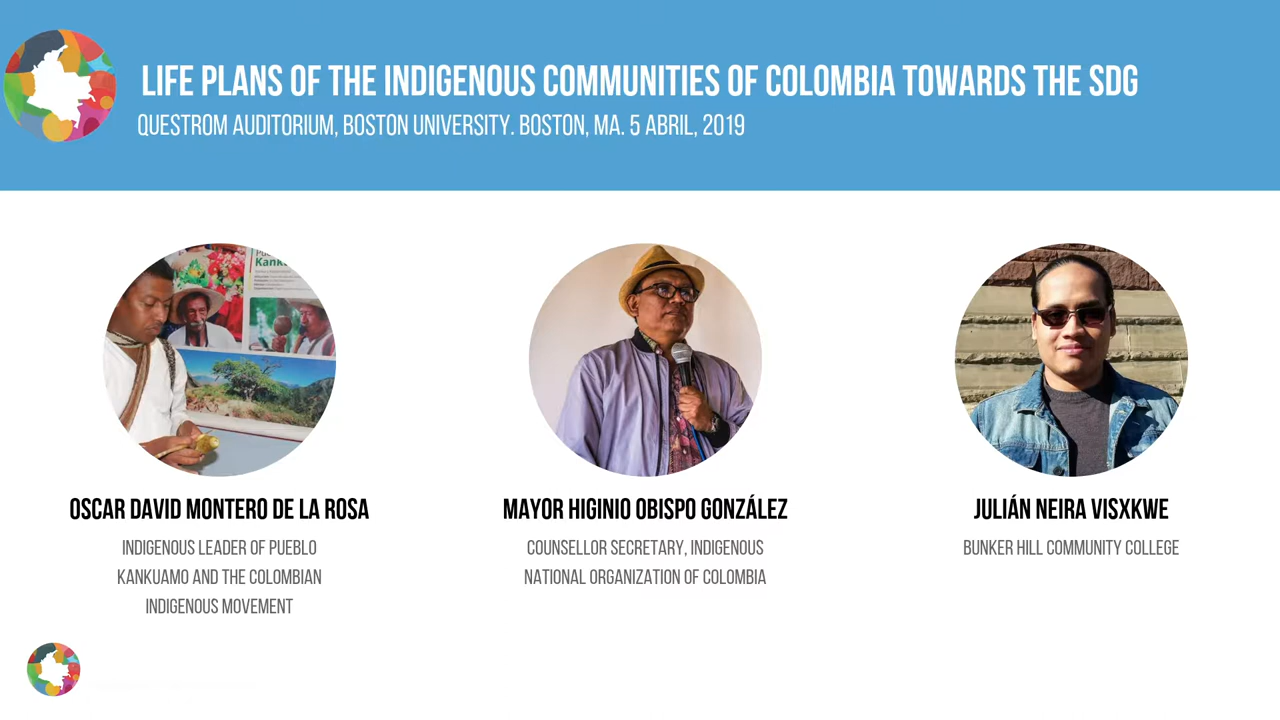 LIFE PLANS OF THE INDIGENOUS COMMUNITIES OF COLOMBIA TOWARDS THE SDG
QUESTROM AUDITORIUM, BOSTON UNIVERSITY. BOSTON, MA. 5 ABRIL, 2019
Kanku
OSCAR DAVID MONTERO DE LA ROSA
MAYOR HIGINIO OBISPO GONZÁLEZ
JULIÁN NEIRA VISXKWE
INDIGENOUS LEADER OF PUEBLO
KANKUAMO AND THE COLOMBIAN
INDIGENOUS MOVEMENT
COUNSELLOR SECRETARY, INDIGENOUS
NATIONAL ORGANIZATION OF COLOMBIA
BUNKER HILL COMMUNITY COLLEGE